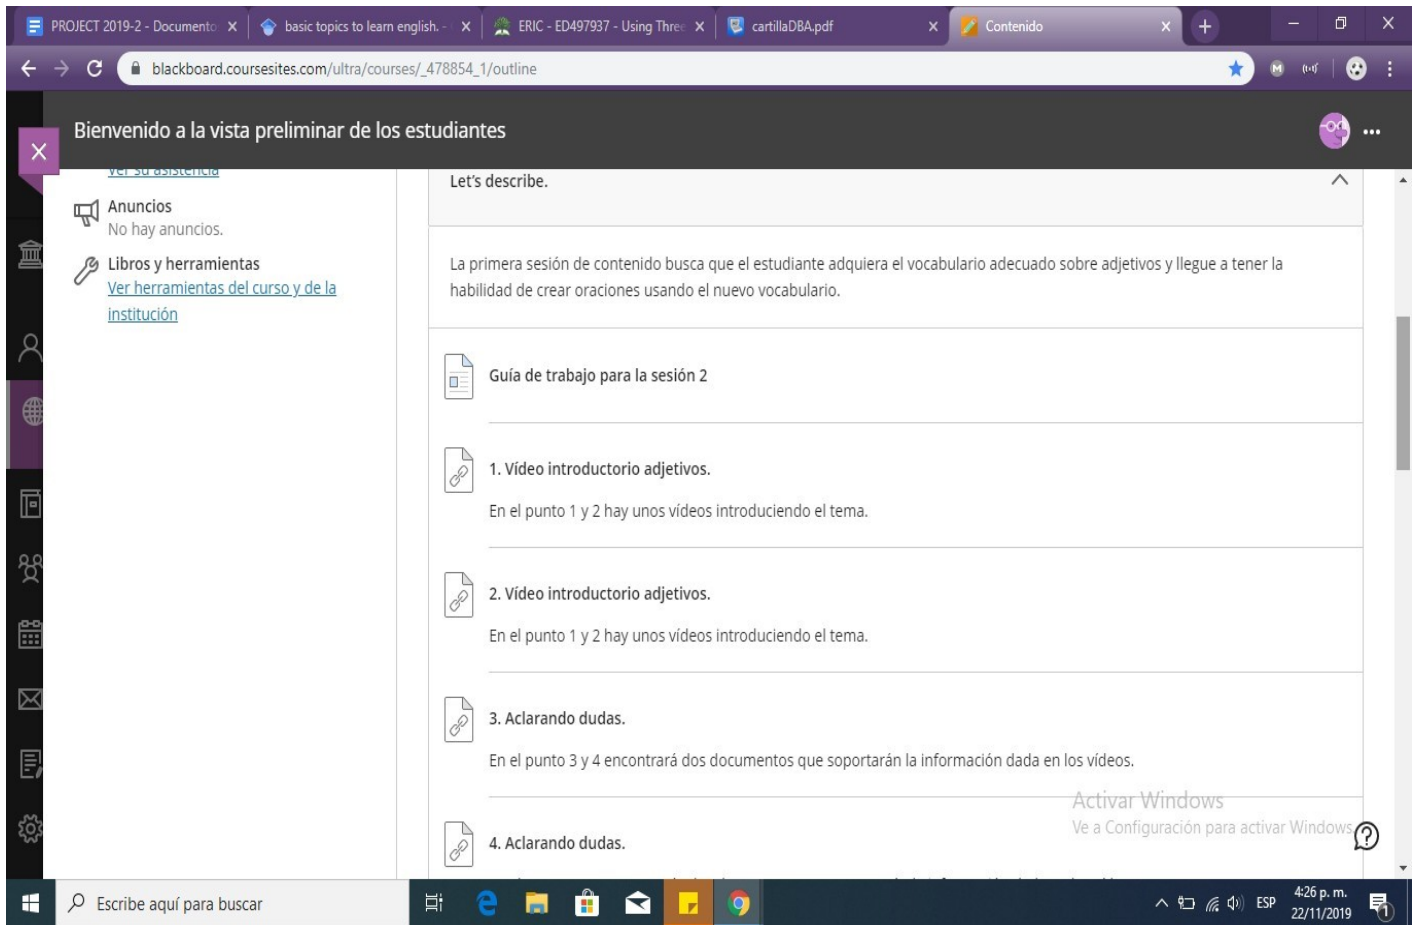 PROJECT 2019-2 - Documento
basic topics to learn english. -
ERIC - ED497937 - Using Three
cartillaDBA.pdf
Contenido
blackboard.coursesites.com/ultra/courses/_478854_1/outline
M
Bienvenido a la vista preliminar de los estudiantes
Ver su asistencia
Anuncios
No hay anuncios.
Libros y herramientas
Ver herramientas del curso y de la
institución
Let's describe.
La primera sesión de contenido busca que el estudiante adquiera el vocabulario adecuado sobre adjetivos y llegue a tener la
habilidad de crear oraciones usando el nuevo vocabulario.
Guía de trabajo para la sesión 2
1. Vídeo introductorio adjetivos.
En el punto 1 y 2 hay unos vídeos introduciendo el tema.
2. Vídeo introductorio adjetivos.
En el punto 1 y 2 hay unos vídeos introduciendo el tema.
3. Aclarando dudas.
En el punto 3 y 4 encontrará dos documentos que soportarán la información dada en los vídeos.
4. Aclarando dudas.
Activar Windows
Ve a Configuración para activar Windows.
Escribe aquí para buscar
ESP
4:26 p. m.
22/11/2019
1